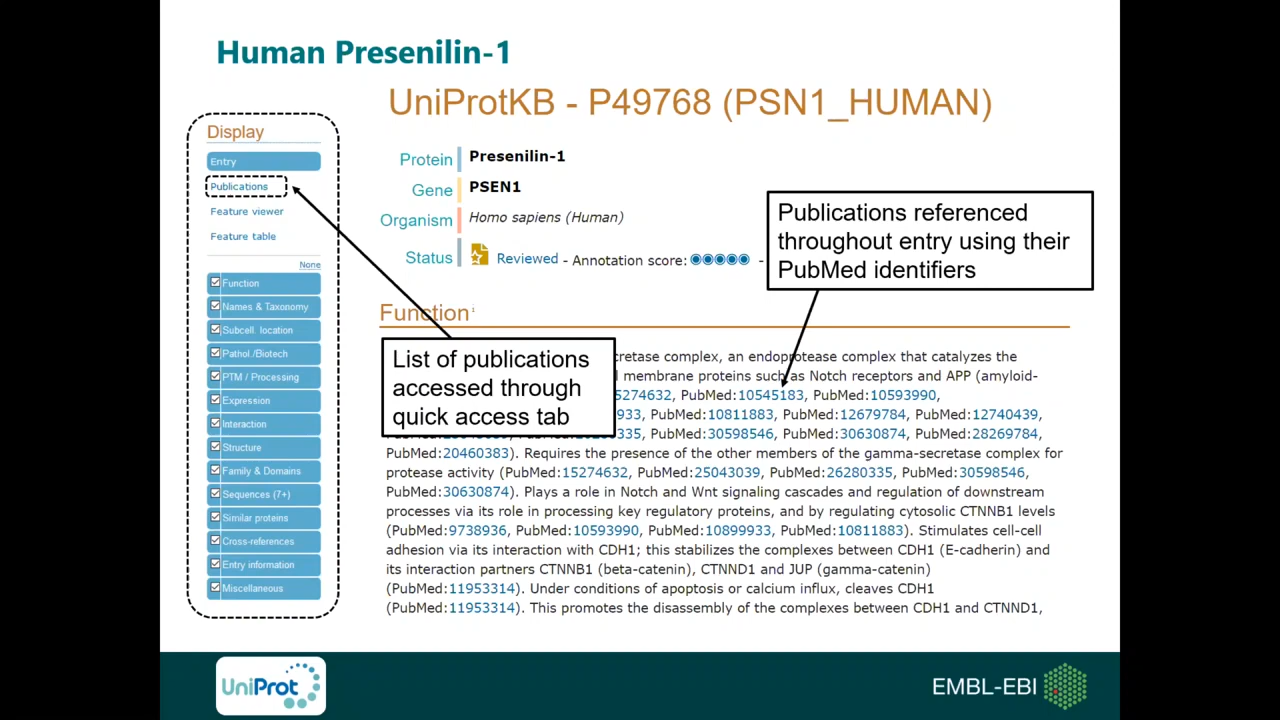 Human Presenilin-1
UniProtKB - P49768 (PSN1_HUMAN)
Display
Entry
Publications
Feature viewer
Feature table
None
Function
Names & Taxonomy
Subcell. location
Pathol./Biotech
PTM / Processing
Expression
Interaction
Structure
Family & Domains
Sequences (7+)
Similar proteins
Cross-references
Entry information
Miscellaneous
Protein Presenilin-1
Gene PSEN1
Organism Homo sapiens (Human)
Status Reviewed - Annotation score: -
Publications referenced
throughout entry using their
PubMed identifiers
Function
List of publications
accessed through
quick access tab
cretase complex, an endoprotease complex that catalyzes the
membrane proteins such as Notch receptors and APP (amyloid-
5274632, PubMed:10545183, PubMed:10593990,
933, PubMed:10811883, PubMed:12679784, PubMed:12740439,
335, PubMed:30598546, PubMed:30630874, PubMed:28269784,
PubMed:20460383). Requires the presence of the other members of the gamma-secretase complex for
protease activity (PubMed:15274632, PubMed:25043039, PubMed:26280335, PubMed:30598546,
PubMed:30630874). Plays a role in Notch and Wnt signaling cascades and regulation of downstream
processes via its role in processing key regulatory proteins, and by regulating cytosolic CTNNB1 levels
(PubMed:9738936, PubMed:10593990, PubMed:10899933, PubMed:10811883). Stimulates cell-cell
adhesion via its interaction with CDH1; this stabilizes the complexes between CDH1 (E-cadherin) and
its interaction partners CTNNB1 (beta-catenin), CTNND1 and JUP (gamma-catenin)
(PubMed:11953314). Under conditions of apoptosis or calcium influx, cleaves CDH1
(PubMed:11953314). This promotes the disassembly of the complexes between CDH1 and CTNND1,
UniProt
EMBL-EBI